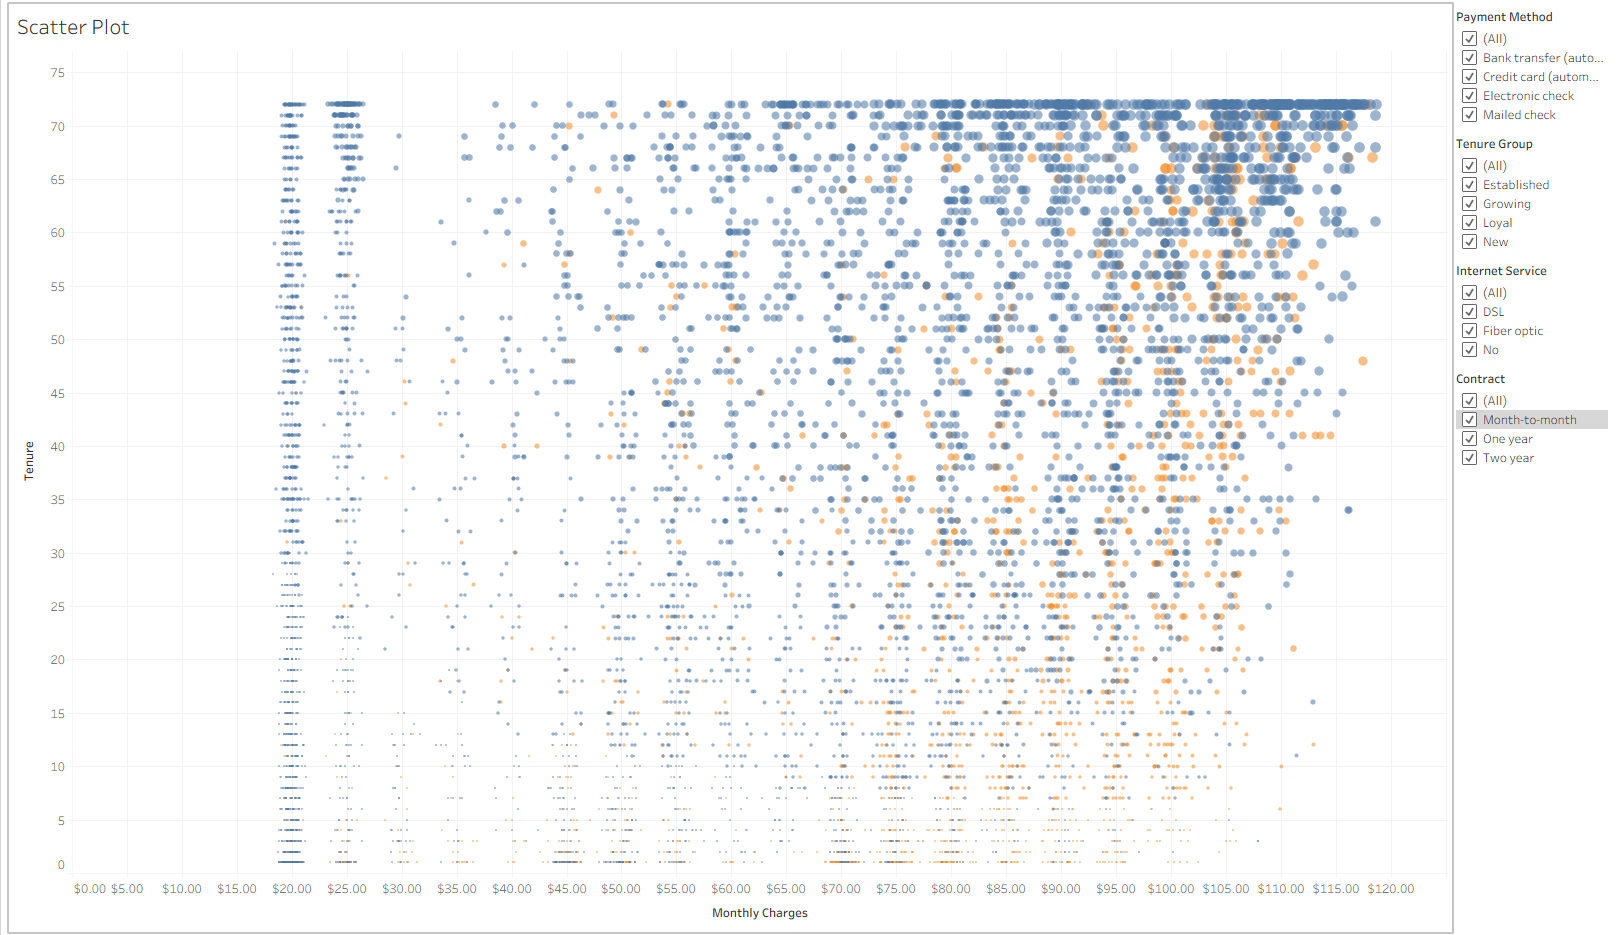 Scatter Plot
75
70
65
60
55
50
45
40
35
30
25
20
15
10
5
0
Tenure
$0.00 $5.00 $10.00 $15.00 $20.00 $25.00 $30.00 $35.00 $40.00 $45.00 $50.00 $55.00 $60.00 $65.00 $70.00 $75.00 $80.00 $85.00 $90.00 $95.00 $100.00 $105.00 $110.00 $115.00 $120.00
Monthly Charges
Payment Method
(All)
Bank transfer (auto...
Credit card (autom...
Electronic check
Mailed check
Tenure Group
(All)
Established
Growing
Loyal
New
Internet Service
(All)
DSL
Fiber optic
No
Contract
(All)
Month-to-month
One year
Two year